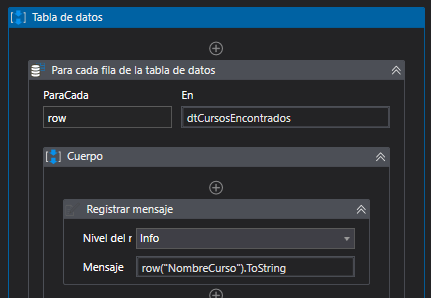 Tabla de datos
Para cada fila de la tabla de datos
ParaCada En
row dtCursosEncontrados
Cuerpo
Registrar mensaje
Nivel del r Info
Mensaje row("NombreCurso").ToString